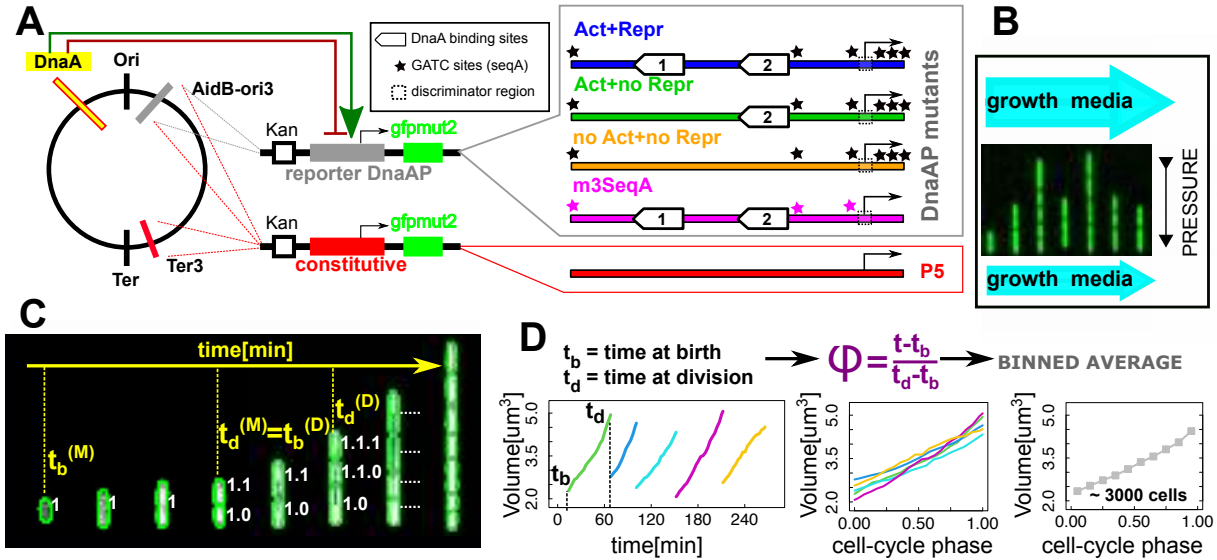 A
DnaA
Ori
AidB-ori3
Ter
Ter3
Kan
gfpmut2
reporter DnaAP
Kan
gfpmut2
constitutive
DnaA binding sites
GATC sites (seqA)
discriminator region
Act+Repr
1
2
Act+no Repr
2
no Act+no Repr
m3SeqA
1
2
DnaAP mutants
P5
B
growth media
PRESSURE
growth media
C
time[min]
t_b^(M)
t_d^(M)=t_b^(D)
t_d^(D)
1
1
1
1.1
1.0
1.1
1.0
1.1.1
1.1.0
1.0
.....
.....
.....
D
t_b = time at birth
t_d = time at division
φ = t-t_b / t_d-t_b
BINNED AVERAGE
Volume[um³]
5.0
3.5
2.0
t_d
t_b
0 60 120 180 240
time[min]
Volume[um³]
5.0
3.5
2.0
0.00 0.50 1.00
cell-cycle phase
Volume[um³]
5.0
3.5
2.0
~ 3000 cells
0.00 0.50 1.00
cell-cycle phase